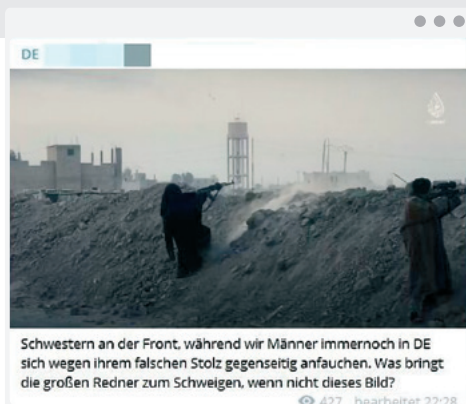 DE
Schwestern an der Front, während wir Männer immernoch in DE
sich wegen ihrem falschen Stolz gegenseitig anfauchen. Was bringt
die großen Redner zum Schweigen, wenn nicht dieses Bild?
427 bearbeitet 22:28